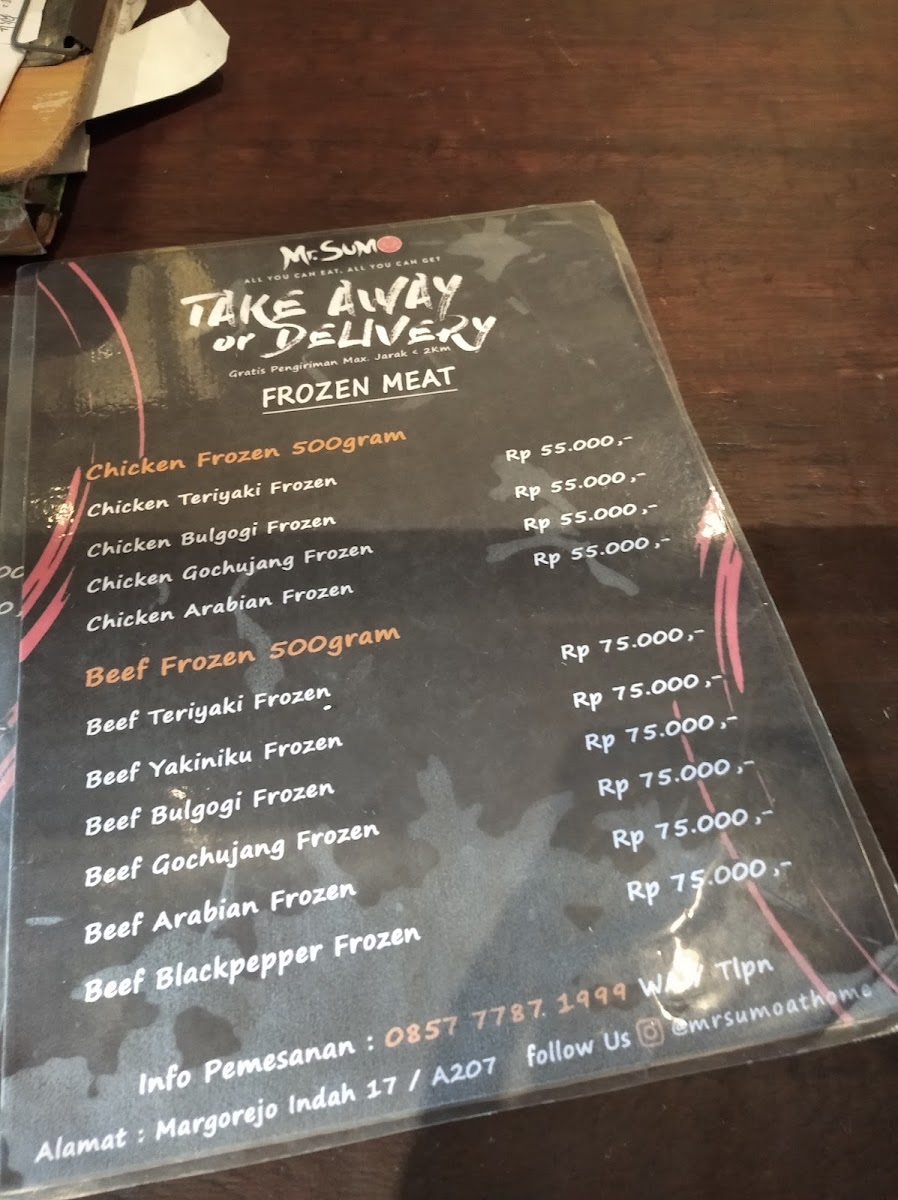 Mr. SUMO
ALL YOU CAN EAT, ALL YOU CAN GET
TAKE AWAY
or DELIVERY
Gratis Pengiriman Max. Jarak < 2Km
FROZEN MEAT
Chicken Frozen 500gram
Chicken Teriyaki Frozen Rp 55.000,-
Chicken Bulgogi Frozen Rp 55.000,-
Chicken Gochujang Frozen Rp 55.000,-
Chicken Arabian Frozen Rp 55.000,-
Beef Frozen 500gram
Beef Teriyaki Frozen Rp 75.000,-
Beef Yakiniku Frozen Rp 75.000,-
Beef Bulgogi Frozen Rp 75.000,-
Beef Gochujang Frozen Rp 75.000,-
Beef Arabian Frozen Rp 75.000,-
Beef Blackpepper Frozen Rp 75.000,-
Info Pemesanan : 0857 7787 1999 Tlpn
Alamat : Margorejo Indah 17 / A207 follow Us @mrsumoathome